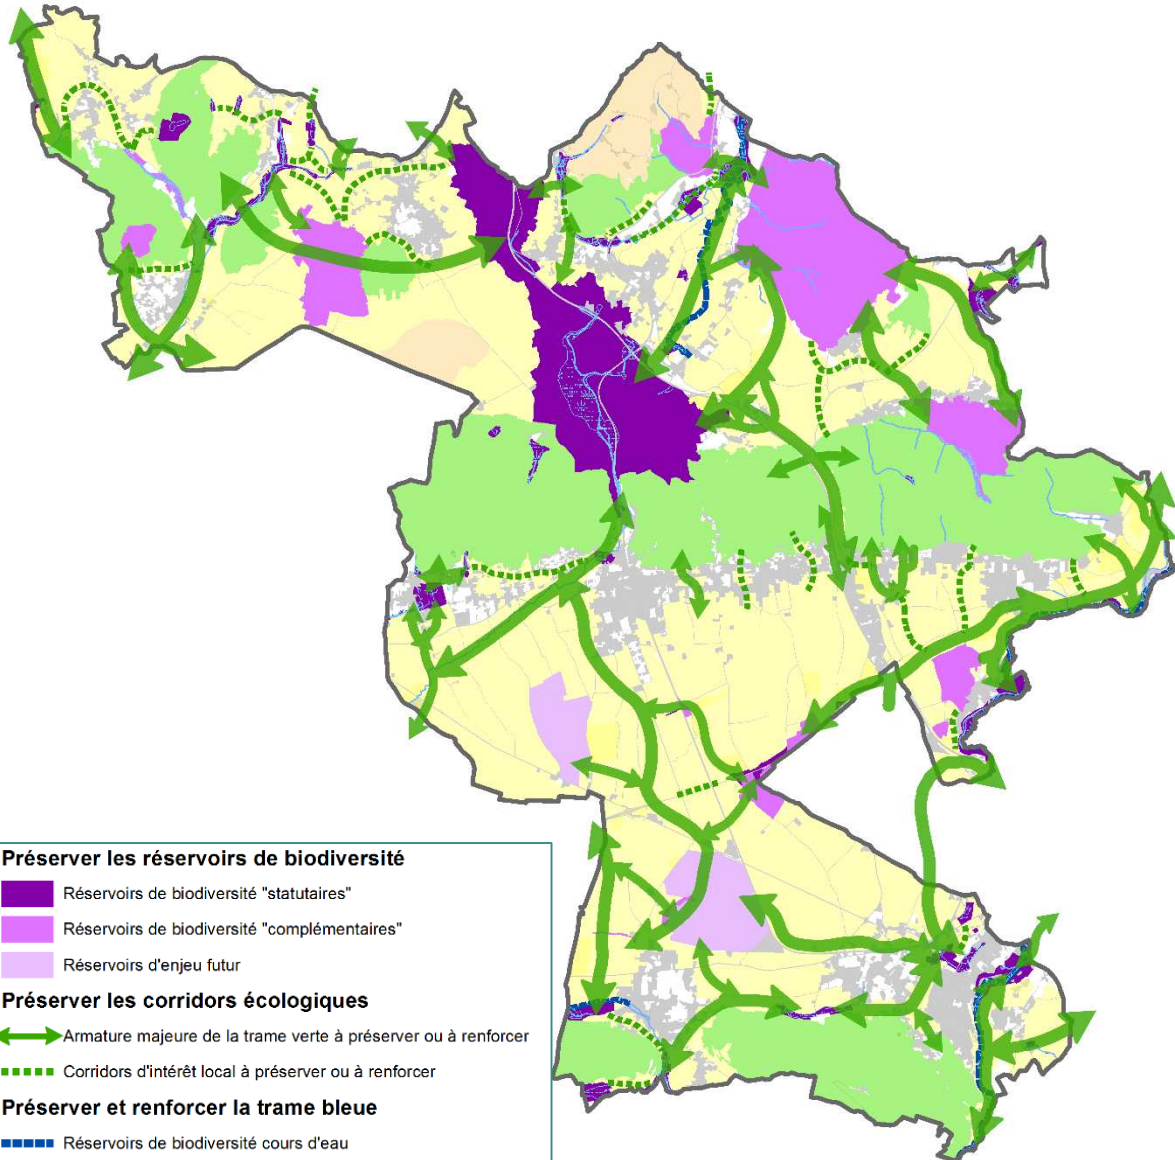 Préserver les réservoirs de biodiversité
Réservoirs de biodiversité "statutaires"
Réservoirs de biodiversité "complémentaires"
Réservoirs d'enjeu futur
Préserver les corridors écologiques
Armature majeure de la trame verte à préserver ou à renforcer
Corridors d'intérêt local à préserver ou à renforcer
Préserver et renforcer la trame bleue
Réservoirs de biodiversité cours d'eau